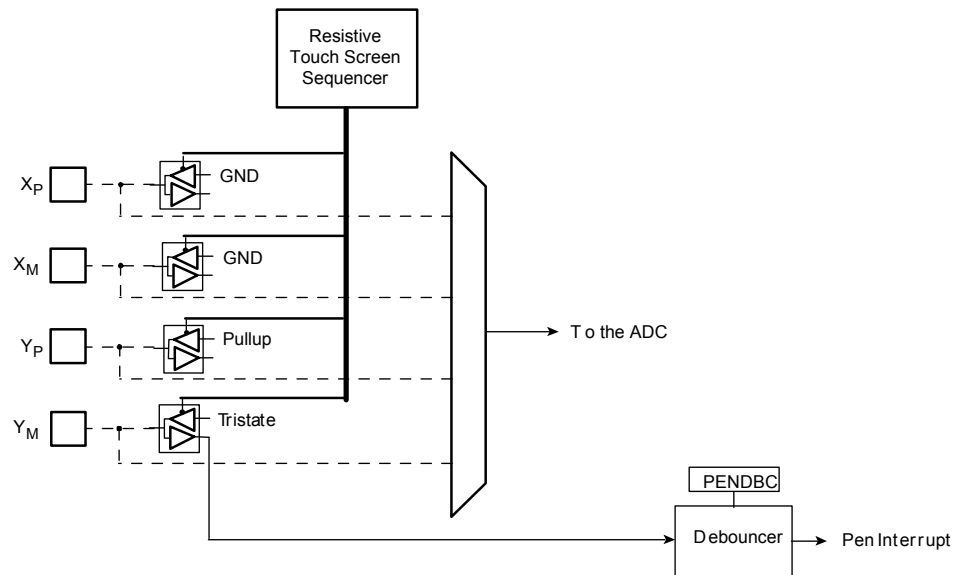 Resistive
Touch Screen
Sequencer
XP
GND
XM
GND
YP
Pullup
To the ADC
YM
Tristate
PENDBC
Debouncer
Pen Interrupt